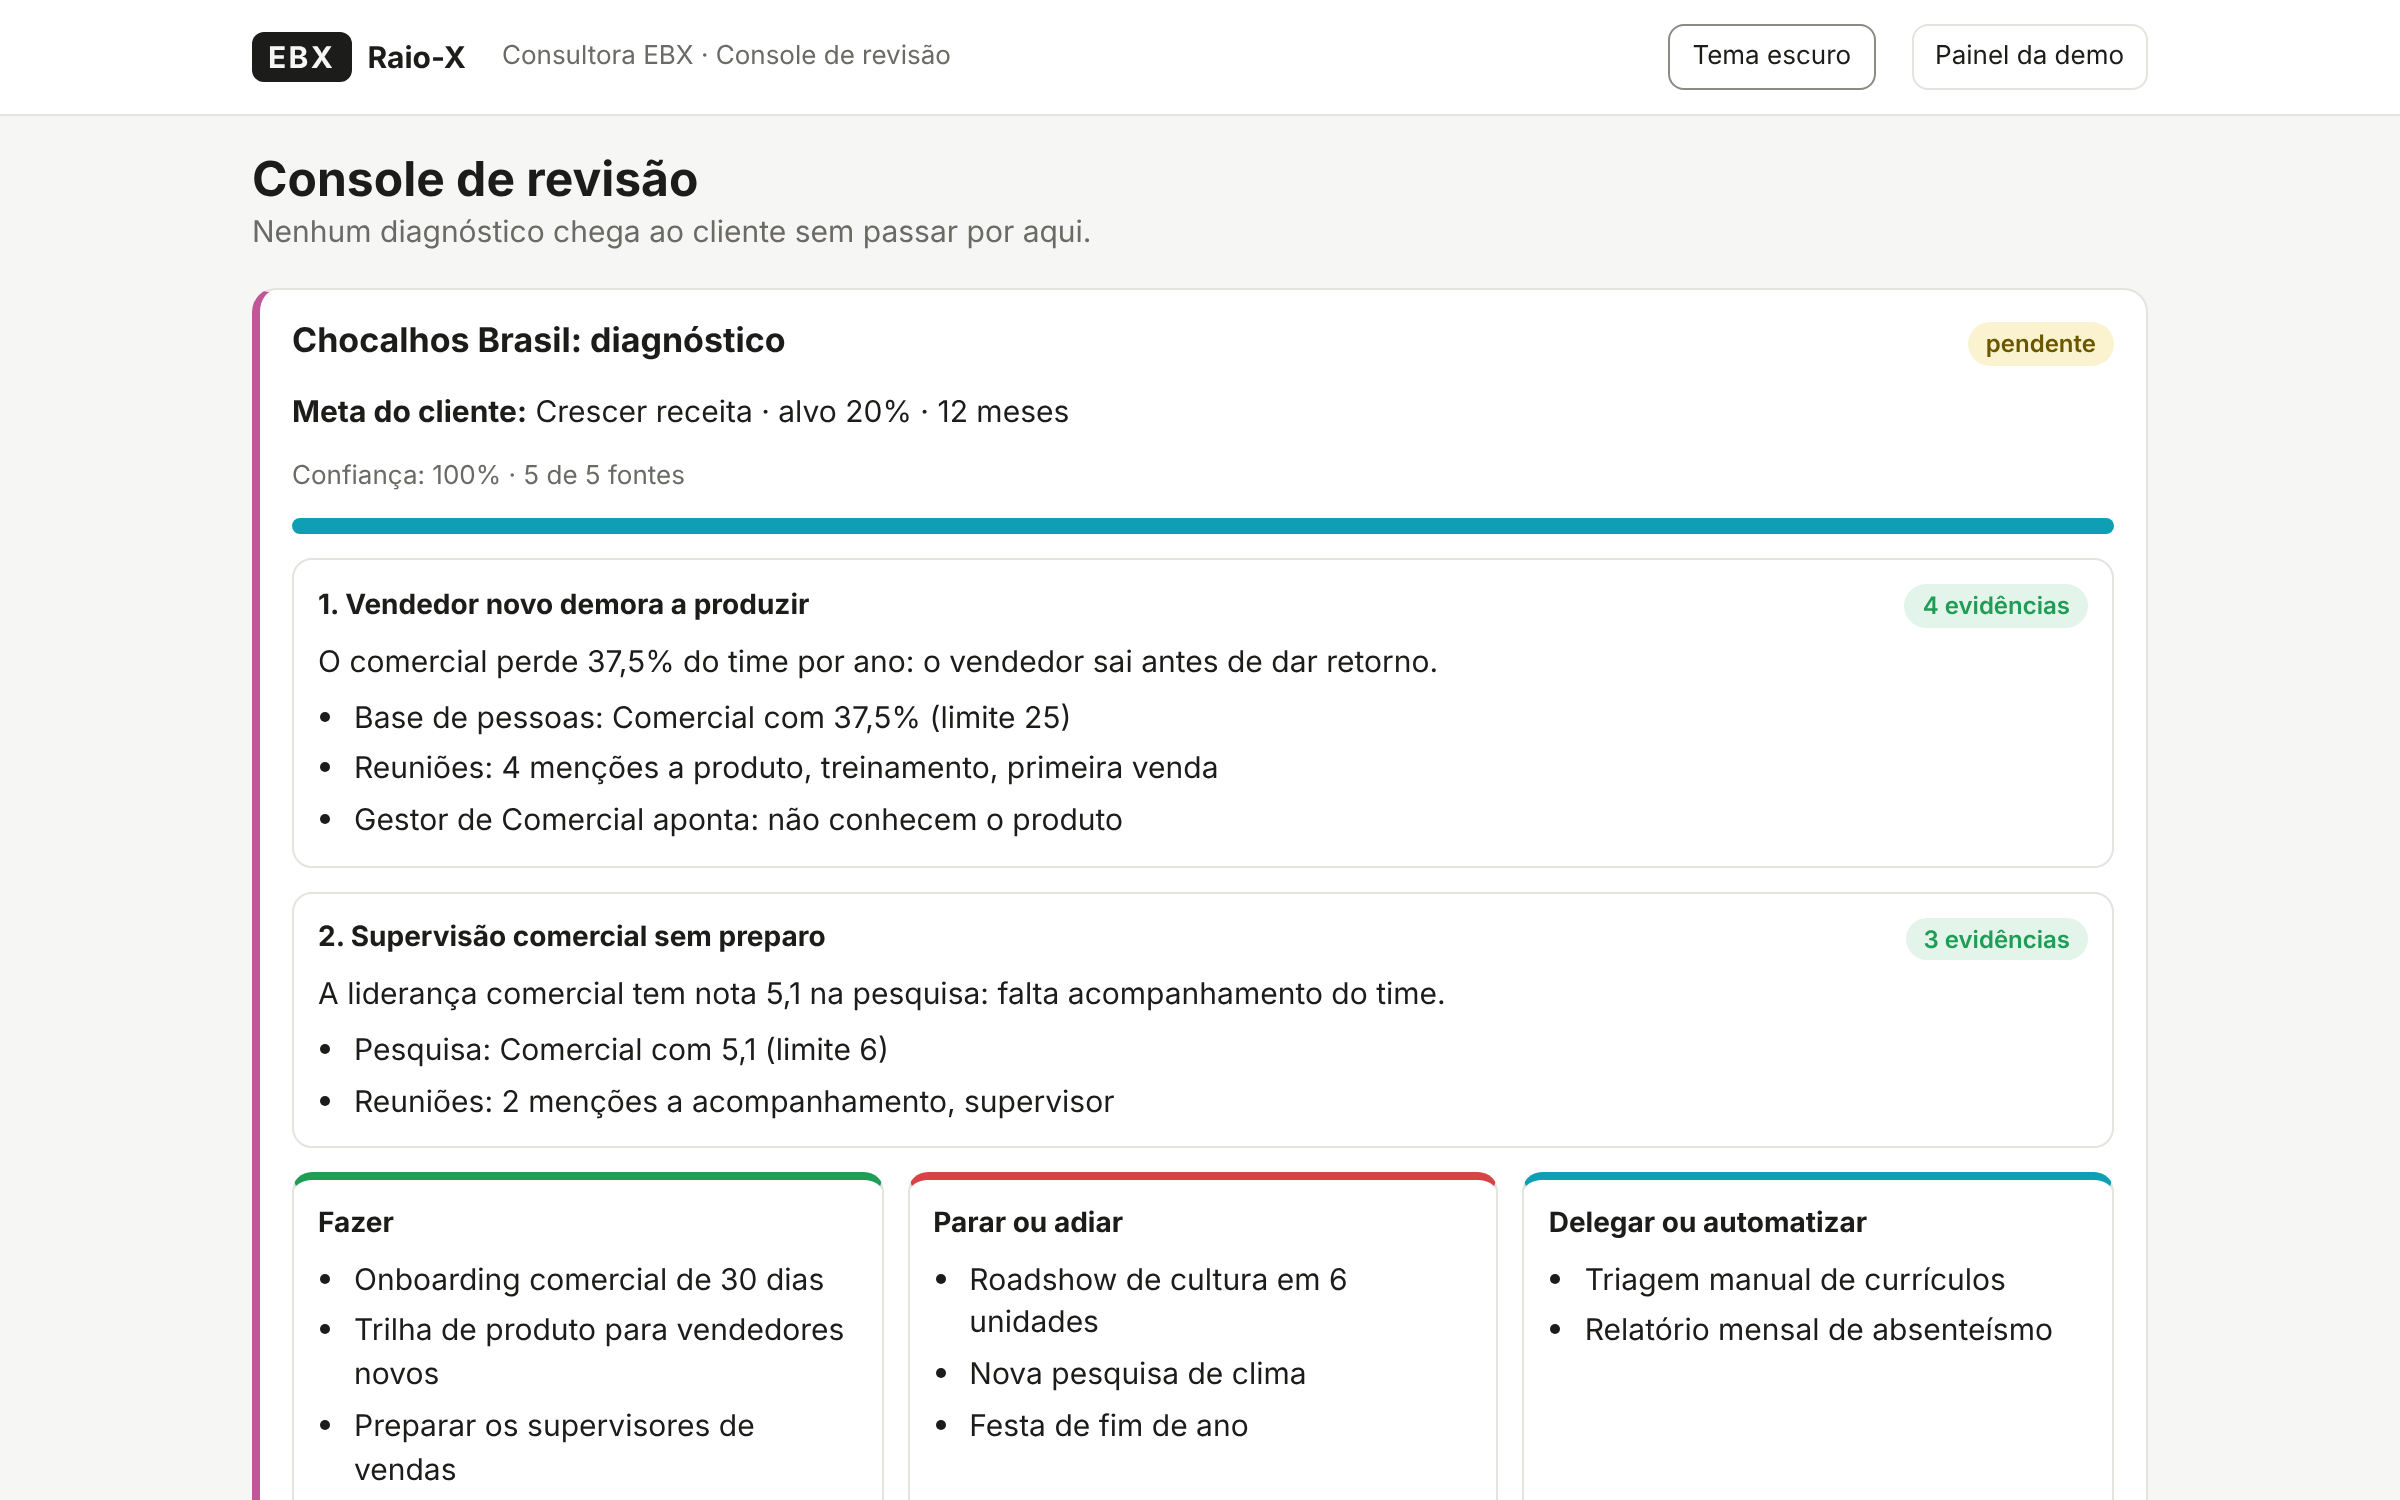 EBX Raio-X Consultora EBX · Console de revisão Tema escuro Painel da demo
Console de revisão
Nenhum diagnóstico chega ao cliente sem passar por aqui.
Chocalhos Brasil: diagnóstico pendente
Meta do cliente: Crescer receita · alvo 20% · 12 meses
Confiança: 100% · 5 de 5 fontes
1. Vendedor novo demora a produzir 4 evidências
O comercial perde 37,5% do time por ano: o vendedor sai antes de dar retorno.
• Base de pessoas: Comercial com 37,5% (limite 25)
• Reuniões: 4 menções a produto, treinamento, primeira venda
• Gestor de Comercial aponta: não conhecem o produto
2. Supervisão comercial sem preparo 3 evidências
A liderança comercial tem nota 5,1 na pesquisa: falta acompanhamento do time.
• Pesquisa: Comercial com 5,1 (limite 6)
• Reuniões: 2 menções a acompanhamento, supervisor
Fazer
• Onboarding comercial de 30 dias
• Trilha de produto para vendedores
novos
• Preparar os supervisores de
vendas
Parar ou adiar
• Roadshow de cultura em 6
unidades
• Nova pesquisa de clima
• Festa de fim de ano
Delegar ou automatizar
• Triagem manual de currículos
• Relatório mensal de absenteísmo